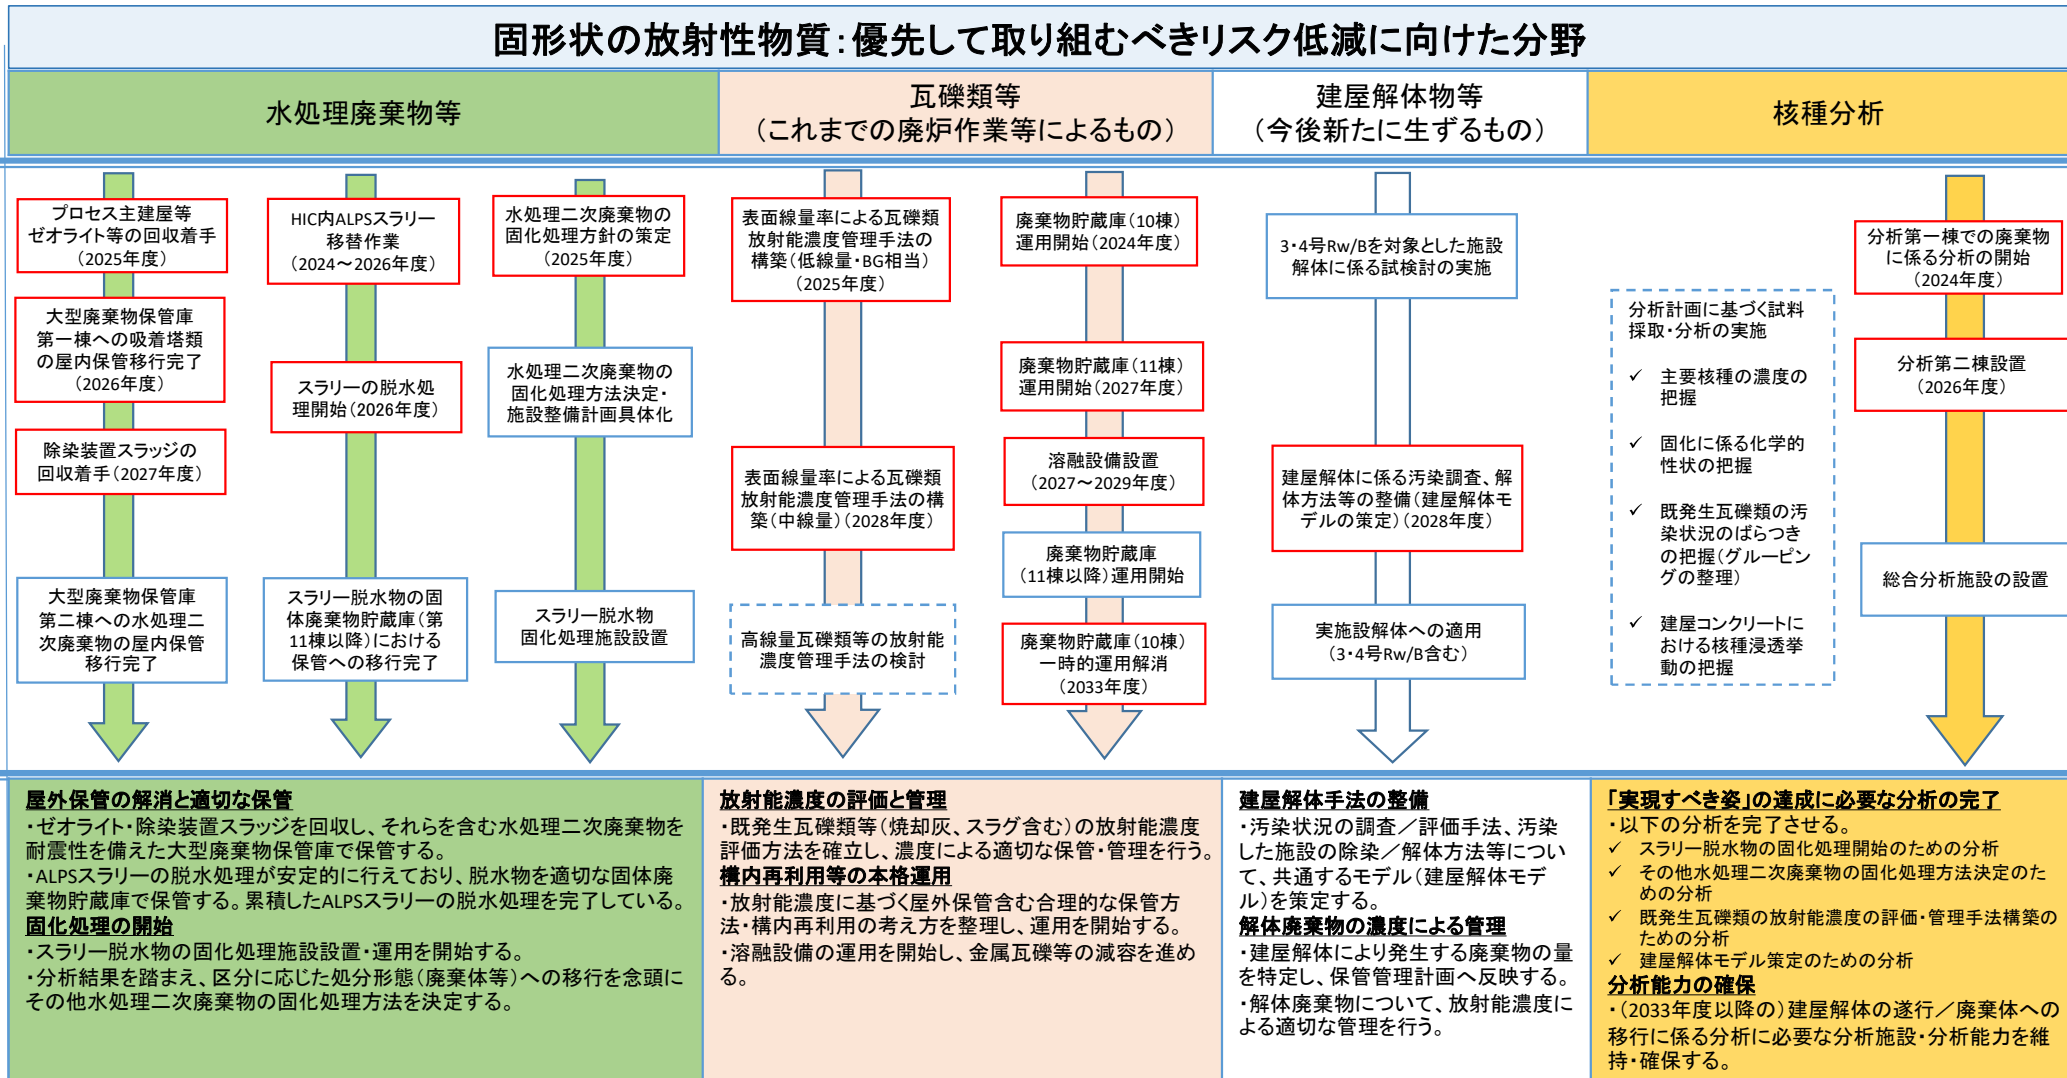 固形状の放射性物質：優先して取り組むべきリスク低減に向けた分野
水処理廃棄物等
瓦礫類等
（これまでの廃炉作業等によるもの）
建屋解体物等
（今後新たに生ずるもの）
核種分析
プロセス主建屋等
ゼオライト等の回収着手
（2025年度）
大型廃棄物保管庫
第一棟への吸着塔類
の屋内保管移行完了
（2026年度）
除染装置スラッジの
回収着手（2027年度）
大型廃棄物保管庫
第二棟への水処理二
次廃棄物の屋内保管
移行完了
HIC内ALPSスラリー
移替作業
（2024～2026年度）
スラリーの脱水処
理開始（2026年度）
スラリー脱水物の固
体廃棄物貯蔵庫（第
11棟以降）における
保管への移行完了
水処理二次廃棄物の
固化処理方針の策定
（2025年度）
水処理二次廃棄物の
固化処理方法決定・
施設整備計画具体化
スラリー脱水物
固化処理施設設置
表面線量率による瓦礫類
放射能濃度管理手法の
構築（低線量・BG相当）
（2025年度）
表面線量率による瓦礫類
放射能濃度管理手法の構
築（中線量）（2028年度）
高線量瓦礫類等の放射能
濃度管理手法の検討
廃棄物貯蔵庫（10棟）
運用開始（2024年度）
廃棄物貯蔵庫（11棟）
運用開始（2027年度）
溶融設備設置
（2027～2029年度）
廃棄物貯蔵庫
（11棟以降）運用開始
廃棄物貯蔵庫（10棟）
一時的運用解消
（2033年度）
3・4号Rw/Bを対象とした施設
解体に係る試検討の実施
建屋解体に係る汚染調査、解
体方法等の整備（建屋解体モ
デルの策定）（2028年度）
実施設解体への適用
（3・4号Rw/B含む）
分析計画に基づく試料
採取・分析の実施
✓ 主要核種の濃度の
把握
✓ 固化に係る化学的
性状の把握
✓ 既発生瓦礫類の汚
染状況のばらつき
の把握（グルーピン
グの整理）
✓ 建屋コンクリートに
おける核種浸透挙
動の把握
分析第一棟での廃棄物
に係る分析の開始
（2024年度）
分析第二棟設置
（2026年度）
総合分析施設の設置
屋外保管の解消と適切な保管
・ゼオライト・除染装置スラッジを回収し、それらを含む水処理二次廃棄物を
耐震性を備えた大型廃棄物保管庫で保管する。
・ALPSスラリーの脱水処理が安定的に行えており、脱水物を適切な固体廃
棄物貯蔵庫で保管する。累積したALPSスラリーの脱水処理を完了している。
固化処理の開始
・スラリー脱水物の固化処理施設設置・運用を開始する。
・分析結果を踏まえ、区分に応じた処分形態（廃棄体等）への移行を念頭に
その他水処理二次廃棄物の固化処理方法を決定する。
放射能濃度の評価と管理
・既発生瓦礫類等（焼却灰、スラグ含む）の放射能濃度
評価方法を確立し、濃度による適切な保管・管理を行う。
構内再利用等の本格運用
・放射能濃度に基づく屋外保管含む合理的な保管方
法・構内再利用の考え方を整理し、運用を開始する。
・溶融設備の運用を開始し、金属瓦礫等の減容を進め
る。
建屋解体手法の整備
・汚染状況の調査／評価手法、汚染
した施設の除染／解体方法等につい
て、共通するモデル（建屋解体モデ
ル）を策定する。
解体廃棄物の濃度による管理
・建屋解体により発生する廃棄物の量
を特定し、保管管理計画へ反映する。
・解体廃棄物について、放射能濃度に
よる適切な管理を行う。
「実現すべき姿」の達成に必要な分析の完了
・以下の分析を完了させる。
✓ スラリー脱水物の固化処理開始のための分析
✓ その他水処理二次廃棄物の固化処理方法決定のた
めの分析
✓ 既発生瓦礫類の放射能濃度の評価・管理手法構築の
ための分析
✓ 建屋解体モデル策定のための分析
分析能力の確保
・（2033年度以降の）建屋解体の遂行／廃棄体への
移行に係る分析に必要な分析施設・分析能力を維
持・確保する。